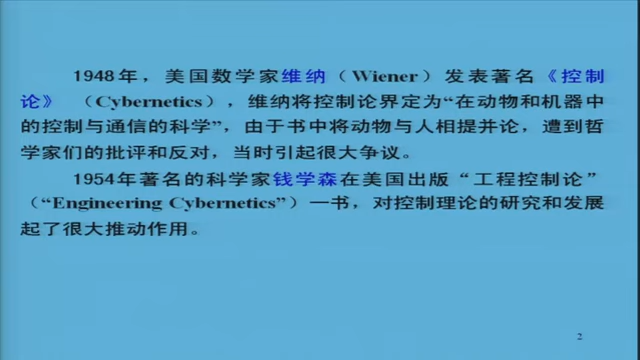 1948年，美国数学家维纳（Wiener）发表著名《控制
论》（Cybernetics），维纳将控制论界定为“在动物和机器中
的控制与通信的科学”，由于书中将动物与人相提并论，遭到哲
学家们的批评和反对，当时引起很大争议。
1954年著名的科学家钱学森在美国出版“工程控制论”
（“Engineering Cybernetics”）一书，对控制理论的研究和发展
起了很大推动作用。
2